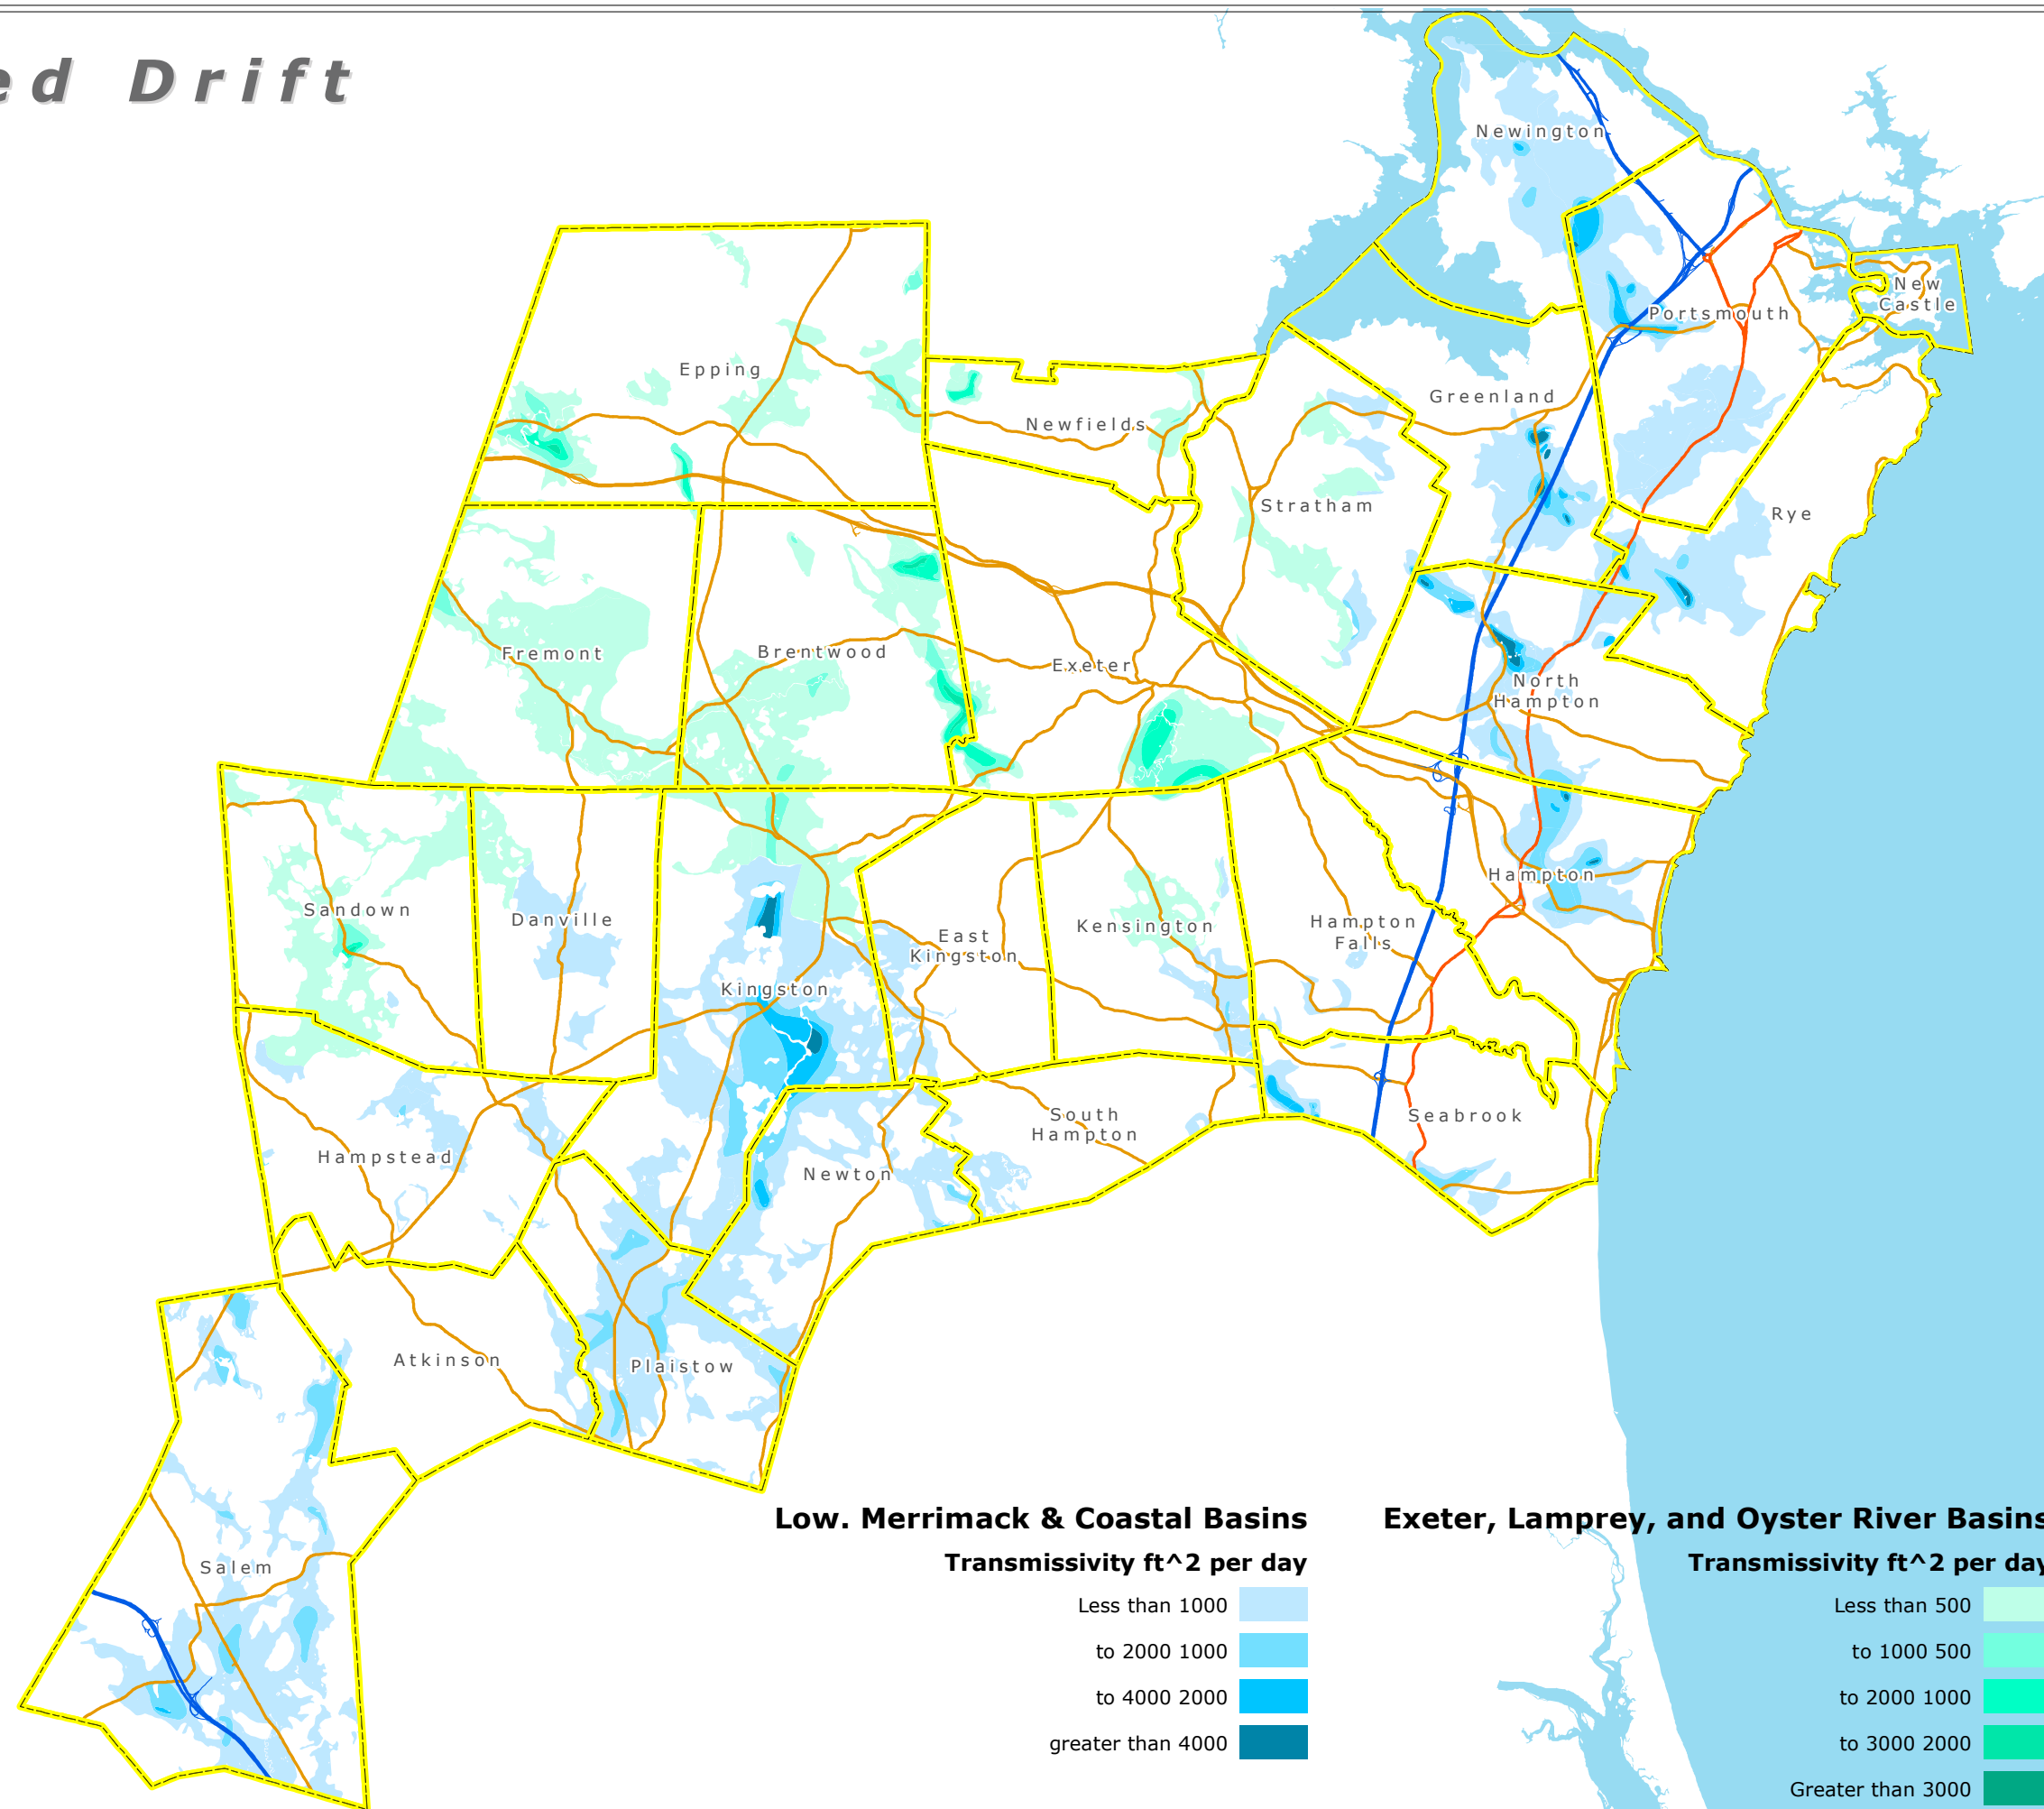 ed Drift
Newington
New
Castle
Portsmouth
Epping
Greenland
Newfields
Stratham
Rye
Fremont
Brentwood
Exeter
North
Hampton
Sandown
Danville
Hampton
Kensington
Hampton
Falls
East
Kingston
Kingston
South
Hampton
Seabrook
Hampstead
Newton
Atkinson
Plaistow
Salem
Low. Merrimack & Coastal Basins
Transmissivity ft^2 per day
Less than 1000
to 2000 1000
to 4000 2000
greater than 4000
Exeter, Lamprey, and Oyster River Basins
Transmissivity ft^2 per day
Less than 500
to 1000 500
to 2000 1000
to 3000 2000
Greater than 3000